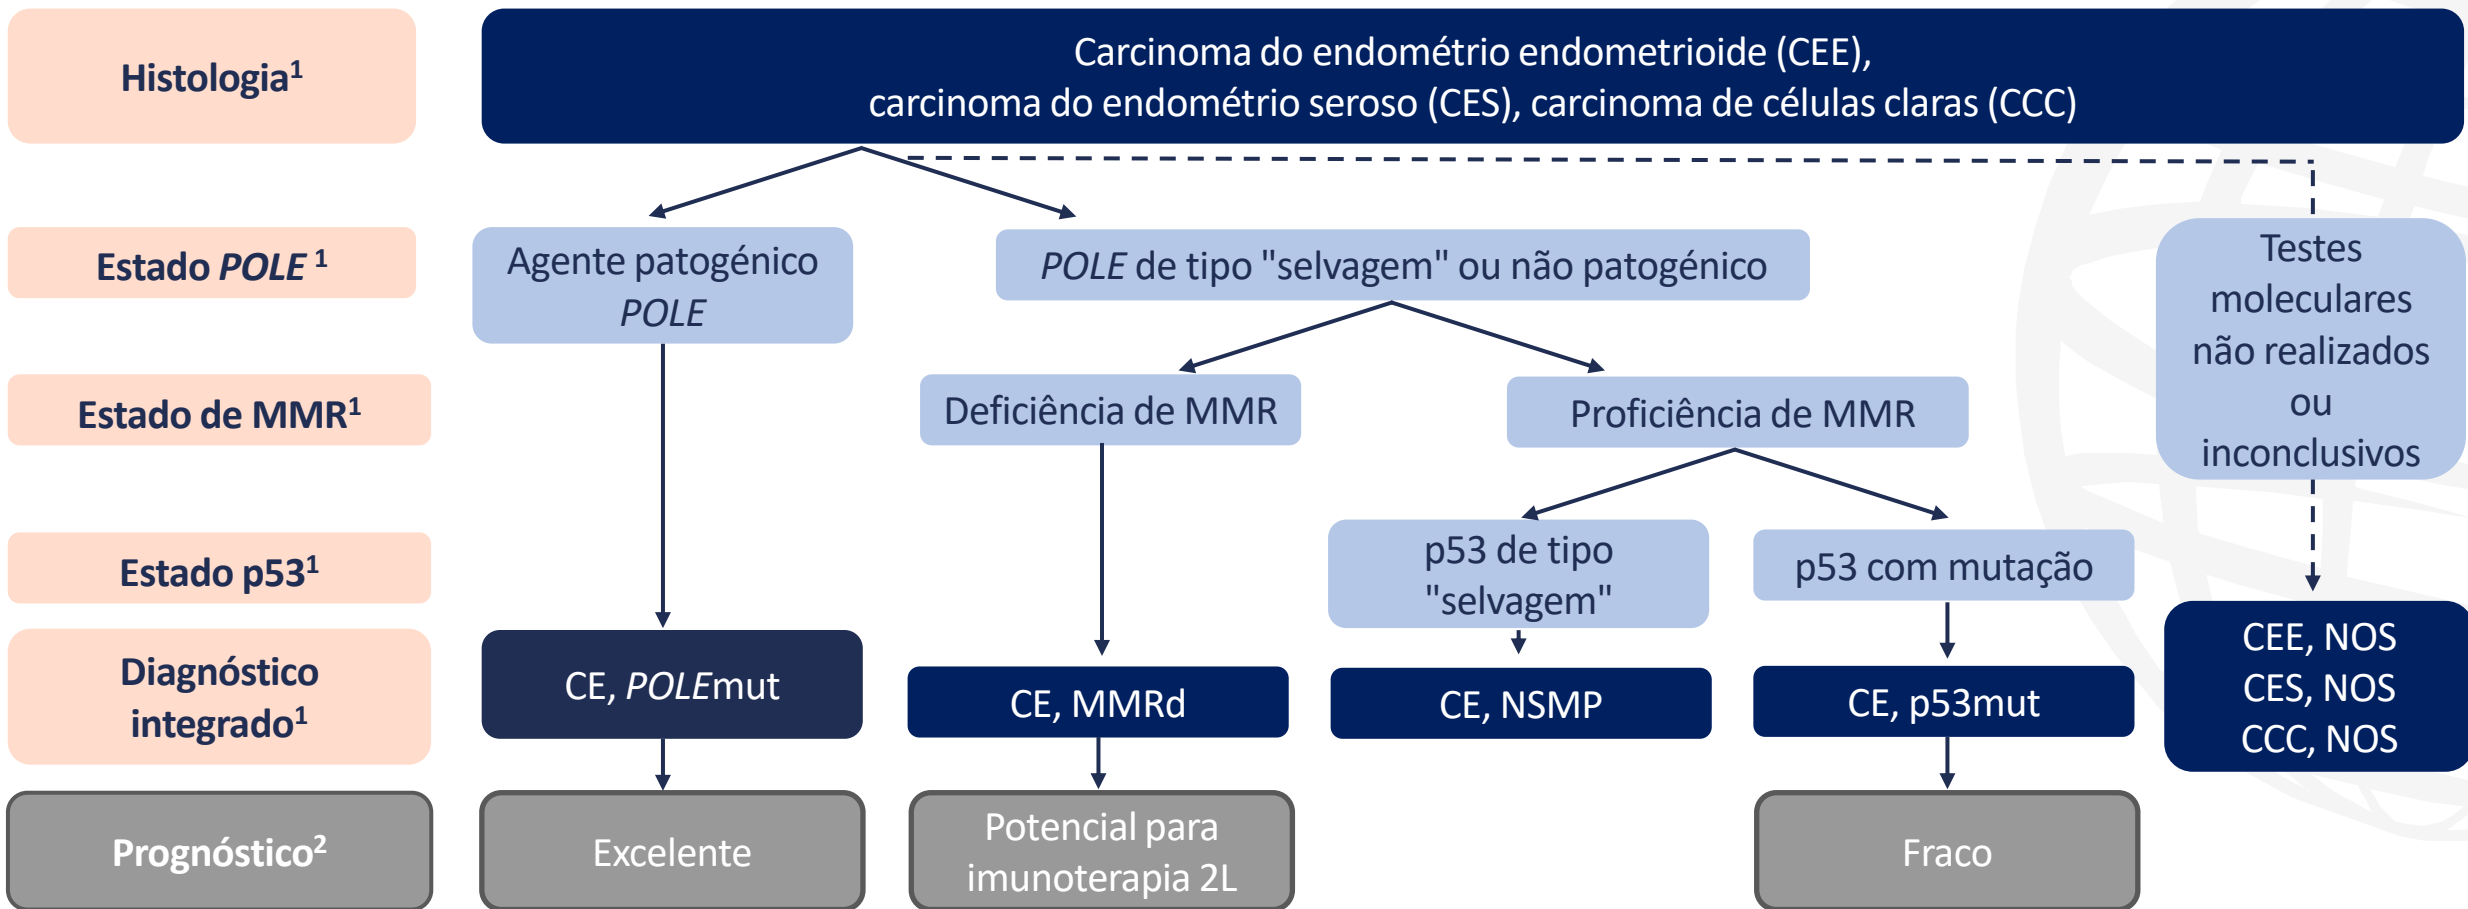 Histologia¹
Carcinoma do endométrio endometrioide (CEE),
carcinoma do endométrio seroso (CES), carcinoma de células claras (CCC)
Estado POLE ¹
Agente patogénico
POLE
POLE de tipo "selvagem" ou não patogénico
Testes
moleculares
não realizados
ou
inconclusivos
Estado de MMR¹
Deficiência de MMR
Proficiência de MMR
Estado p53¹
p53 de tipo
"selvagem"
p53 com mutação
Diagnóstico
integrado¹
CE, POLEmut
CE, MMRd
CE, NSMP
CE, p53mut
CEE, NOS
CES, NOS
CCC, NOS
Prognóstico²
Excelente
Potencial para
imunoterapia 2L
Fraco